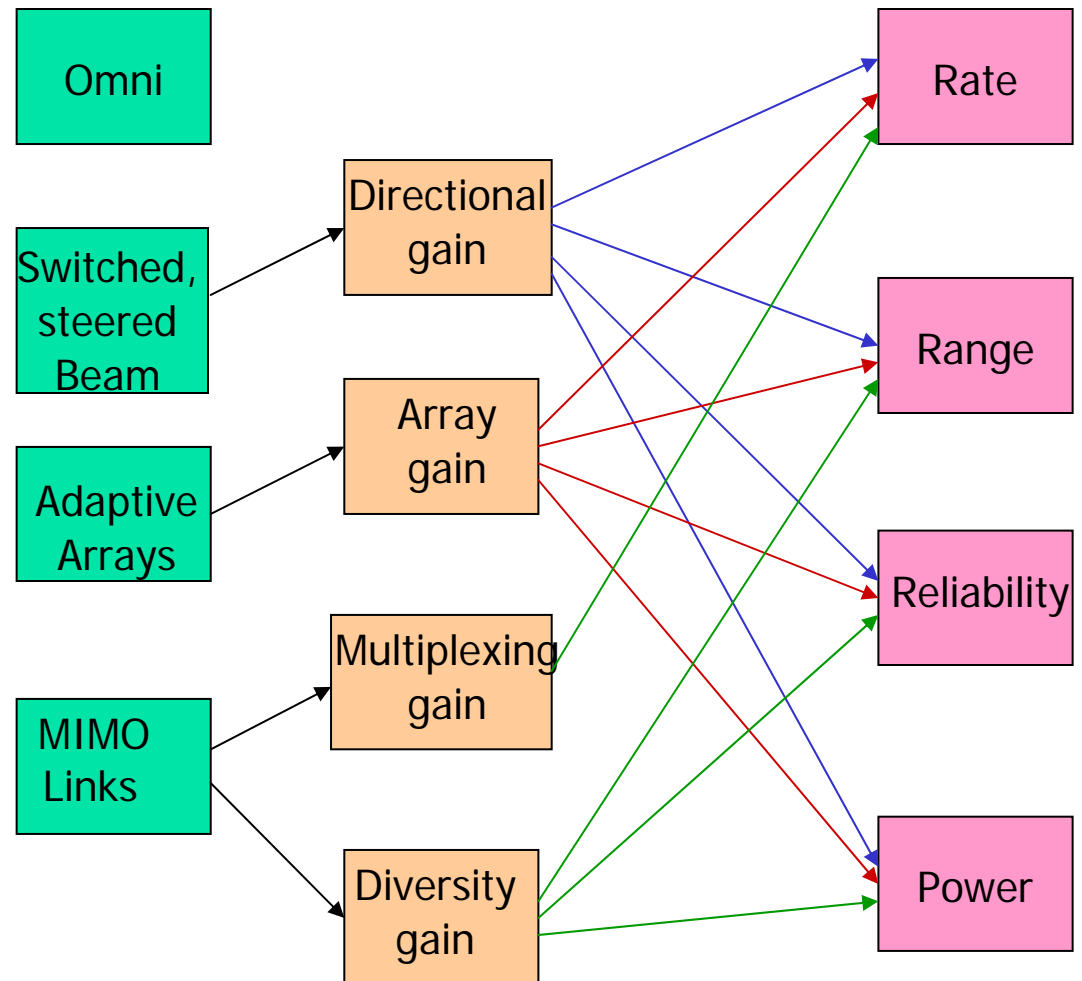 Omni
Switched,
steered
Beam
Adaptive
Arrays
MIMO
Links
Directional
gain
Array
gain
Multiplexing
gain
Diversity
gain
Rate
Range
Reliability
Power